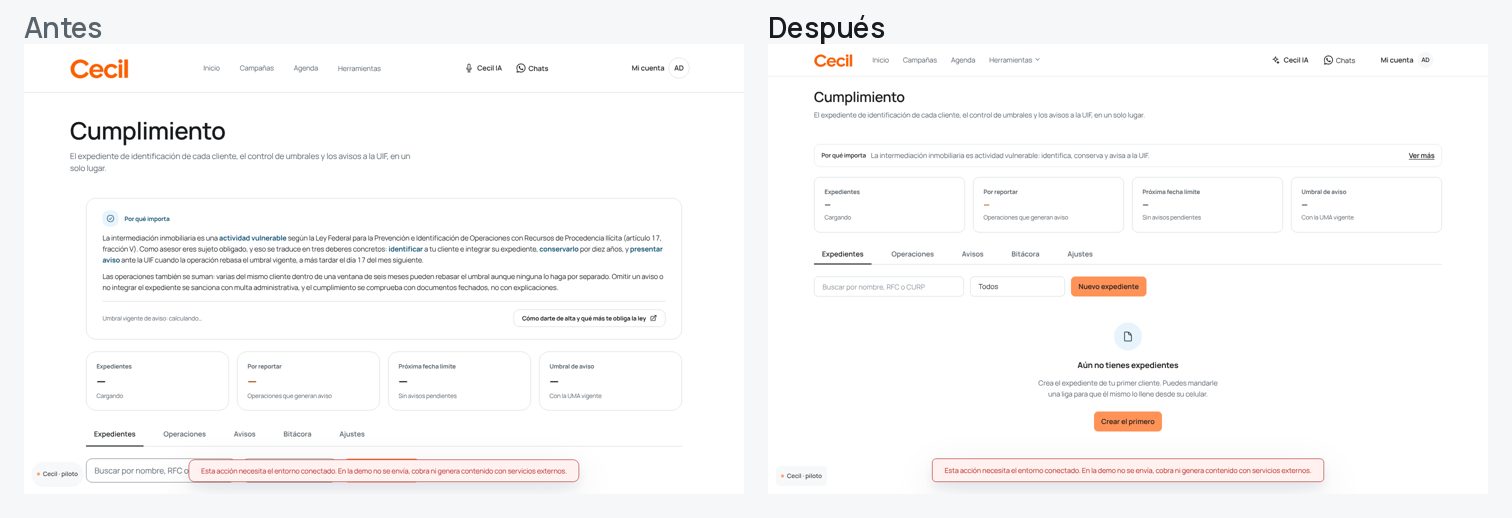 Antes
Cecil
Inicio
Campañas
Agenda
Herramientas
Cecil IA
Chats
Mi cuenta
AD
Cumplimiento
El expediente de identificación de cada cliente, el control de umbrales y los avisos a la UIF, en un
solo lugar.
Por qué importa
La intermediación inmobiliaria es una actividad vulnerable según la Ley Federal para la Prevención e Identificación de Operaciones con Recursos de Procedencia Ilícita (artículo 17,
fracción V). Como asesor eres sujeto obligado, y eso se traduce en tres deberes concretos: identificar a tu cliente e integrar su expediente, conservarlo por diez años, y presentar
aviso ante la UIF cuando la operación rebasa el umbral vigente, a más tardar el día 17 del mes siguiente.
Las operaciones también se suman: varias del mismo cliente dentro de una ventana de seis meses pueden rebasar el umbral aunque ninguna lo haga por separado. Omitir un aviso o
no integrar el expediente se sanciona con multa administrativa, y el cumplimiento se comprueba con documentos fechados, no con explicaciones.
Umbral vigente de aviso: calculando…
Cómo darte de alta y qué más te obliga la ley
Expedientes
—
Cargando
Por reportar
—
Operaciones que generan aviso
Próxima fecha límite
—
Sin avisos pendientes
Umbral de aviso
—
Con la UMA vigente
Expedientes
Operaciones
Avisos
Bitácora
Ajustes
Buscar por nombre, RFC o
Cecil · piloto
Esta acción necesita el entorno conectado. En la demo no se envía, cobra ni genera contenido con servicios externos.
Después
Cecil
Inicio
Campañas
Agenda
Herramientas
Cecil IA
Chats
Mi cuenta
AD
Cumplimiento
El expediente de identificación de cada cliente, el control de umbrales y los avisos a la UIF, en un solo lugar.
Por qué importa
La intermediación inmobiliaria es actividad vulnerable: identifica, conserva y avisa a la UIF.
Ver más
Expedientes
—
Cargando
Por reportar
—
Operaciones que generan aviso
Próxima fecha límite
—
Sin avisos pendientes
Umbral de aviso
—
Con la UMA vigente
Expedientes
Operaciones
Avisos
Bitácora
Ajustes
Buscar por nombre, RFC o CURP
Todos
Nuevo expediente
Aún no tienes expedientes
Crea el expediente de tu primer cliente. Puedes mandarle
una liga para que él mismo lo llene desde su celular.
Crear el primero
Cecil · piloto
Esta acción necesita el entorno conectado. En la demo no se envía, cobra ni genera contenido con servicios externos.